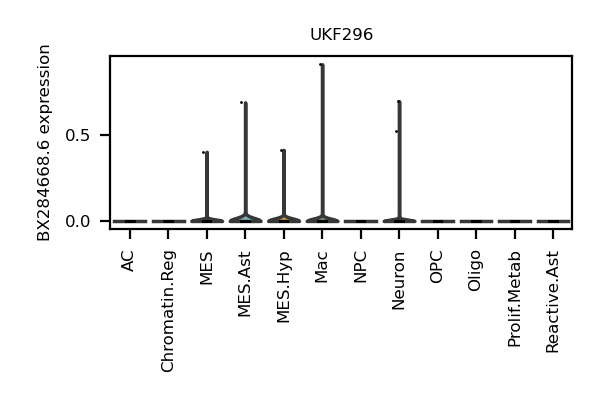 UKF296
BX284668.6 expression
0.5
0.0
AC
Chromatin.Reg
MES
MES.Ast
MES.Hyp
Mac
NPC
Neuron
OPC
Oligo
Prolif.Metab
Reactive.Ast